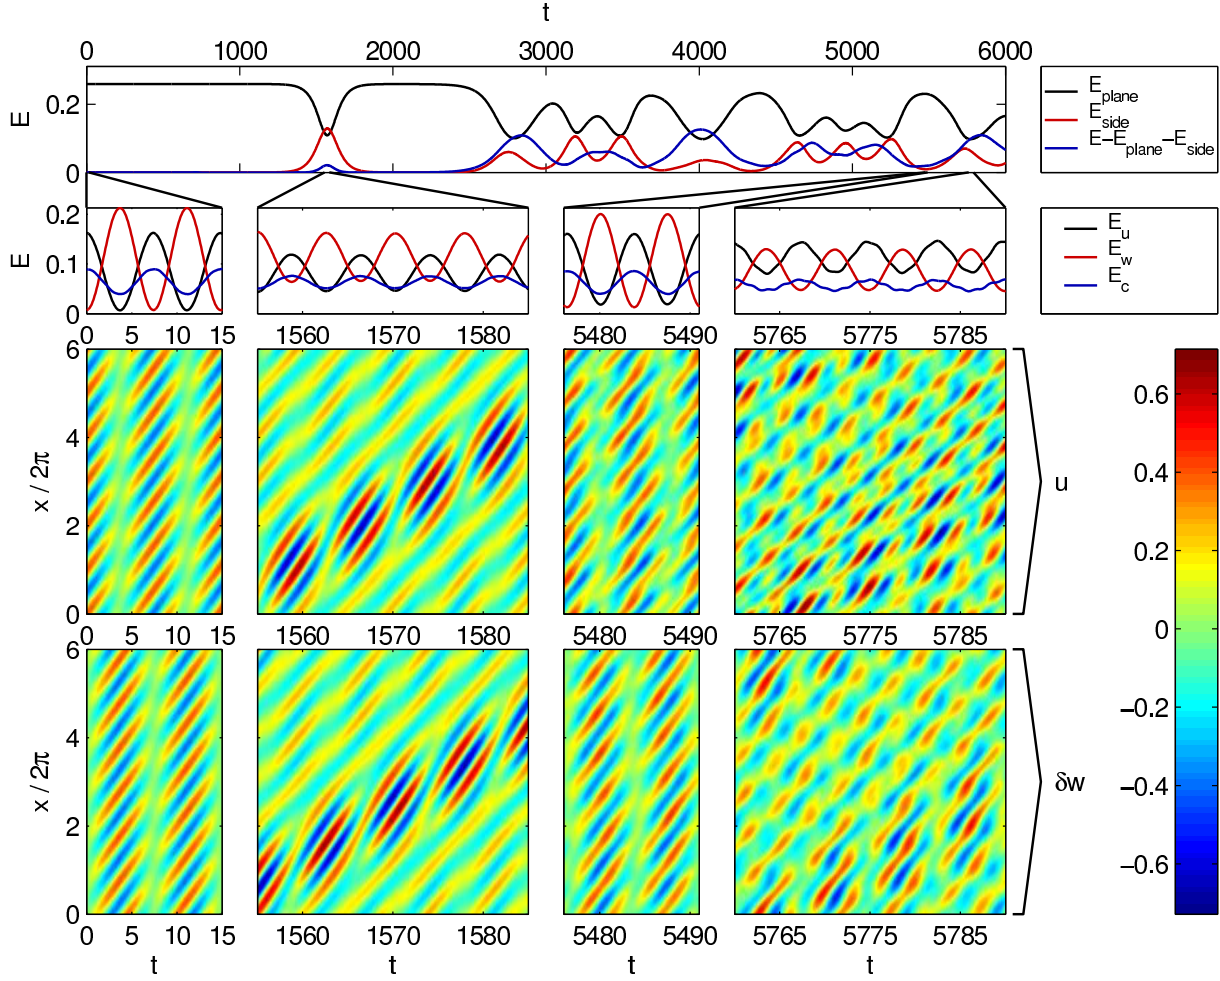 t
0 1000 2000 3000 4000 5000 6000
E 0.2 0
E_plane
E_side
E−E_plane−E_side
E 0.2 0.1 0
E_u
E_w
E_c
0 5 10 15 1560 1570 1580 5480 5490 5765 5775 5785
x / 2π 6 4 2 0
u
0 5 10 15 1560 1570 1580 5480 5490 5765 5775 5785
x / 2π 6 4 2 0
δw
0 5 10 15 1560 1570 1580 5480 5490 5765 5775 5785
t t t t
0.6
0.4
0.2
0
−0.2
−0.4
−0.6